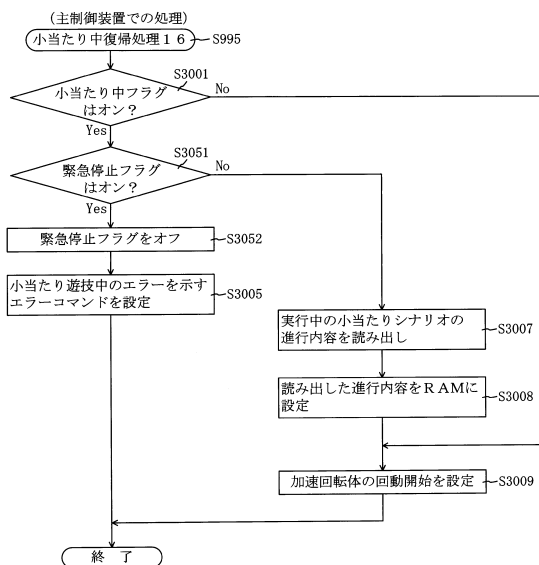 (主制御装置での処理)
小当たり中復帰処理16
S995
S3001
小当たり中フラグ
はオン?
No
Yes
S3051
緊急停止フラグ
はオン?
No
Yes
緊急停止フラグをオフ
S3052
小当たり遊技中のエラーを示す
エラーコマンドを設定
S3005
実行中の小当たりシナリオの
進行内容を読み出し
S3007
読み出した進行内容をRAMに
設定
S3008
加速回転体の回動開始を設定
S3009
終了